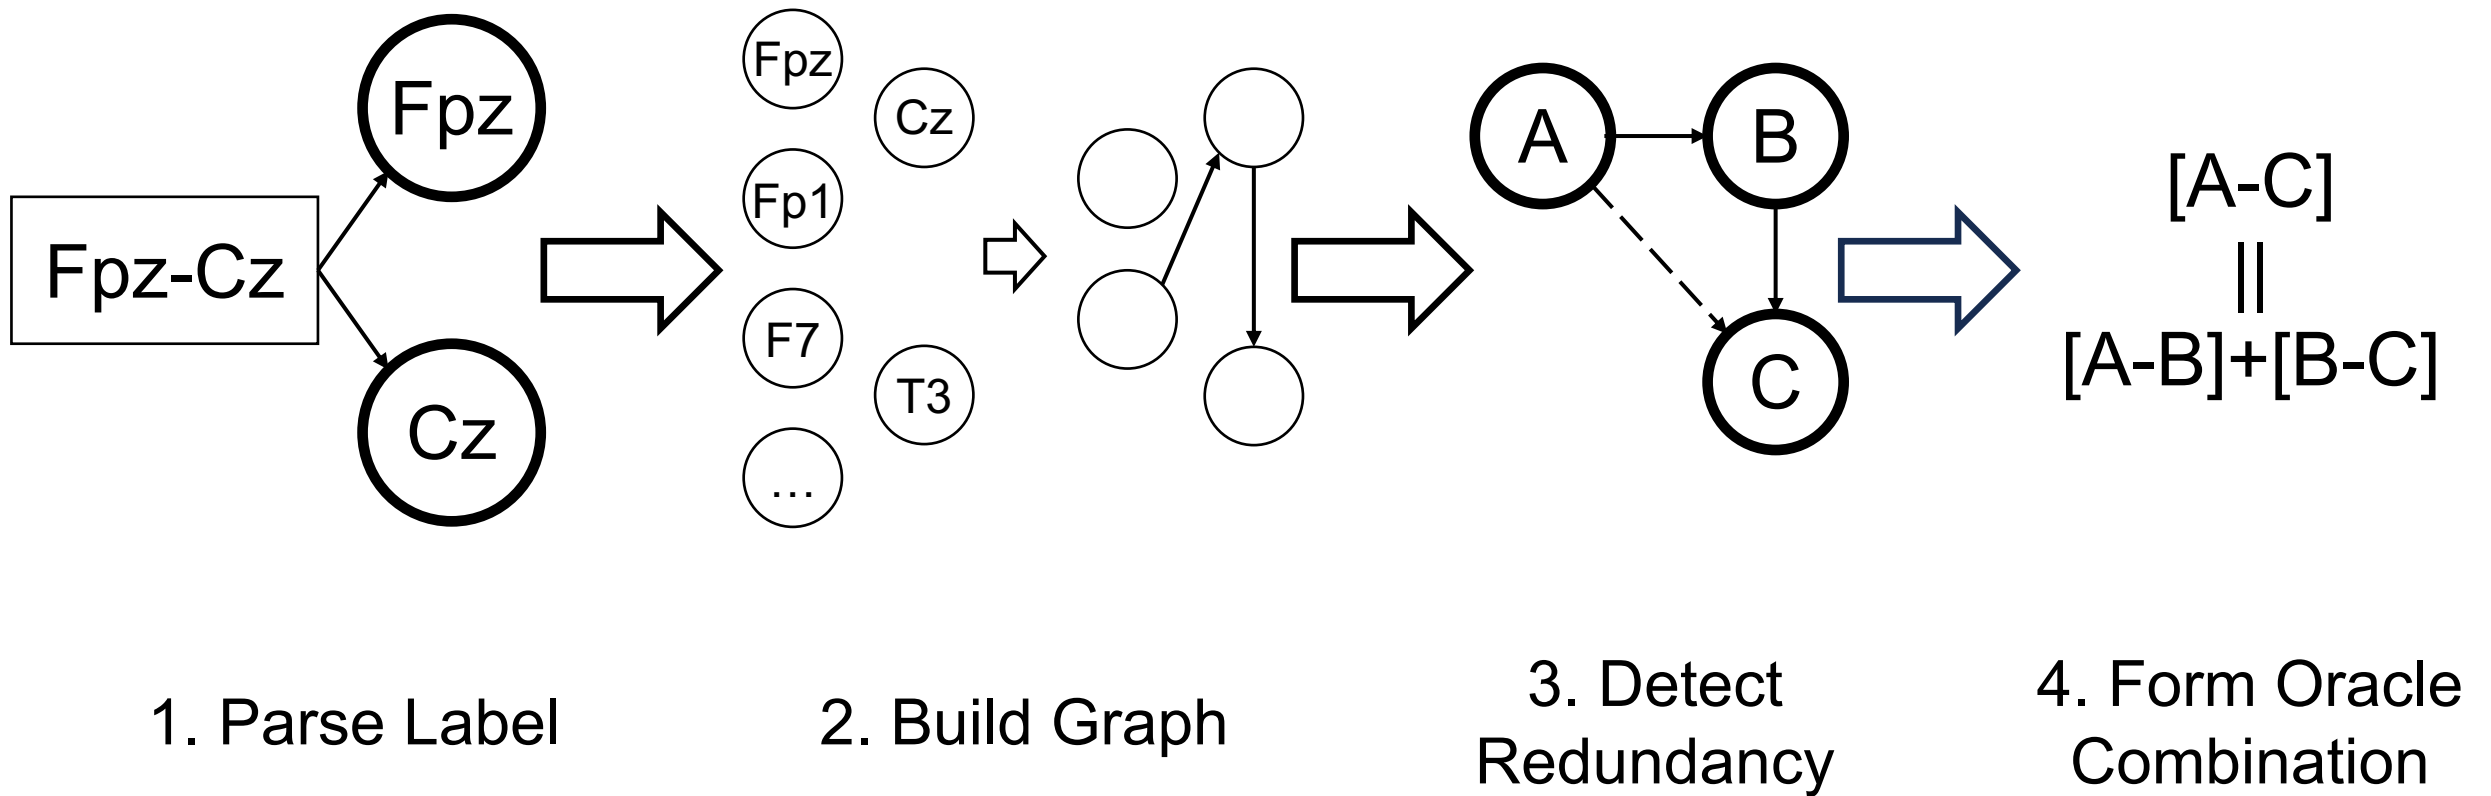 Fpz-Cz
Fpz
Cz
1. Parse Label
Fpz
Cz
Fp1
F7
T3
...
2. Build Graph
A
B
C
3. Detect
Redundancy
[A-C]
||
[A-B]+[B-C]
4. Form Oracle
Combination